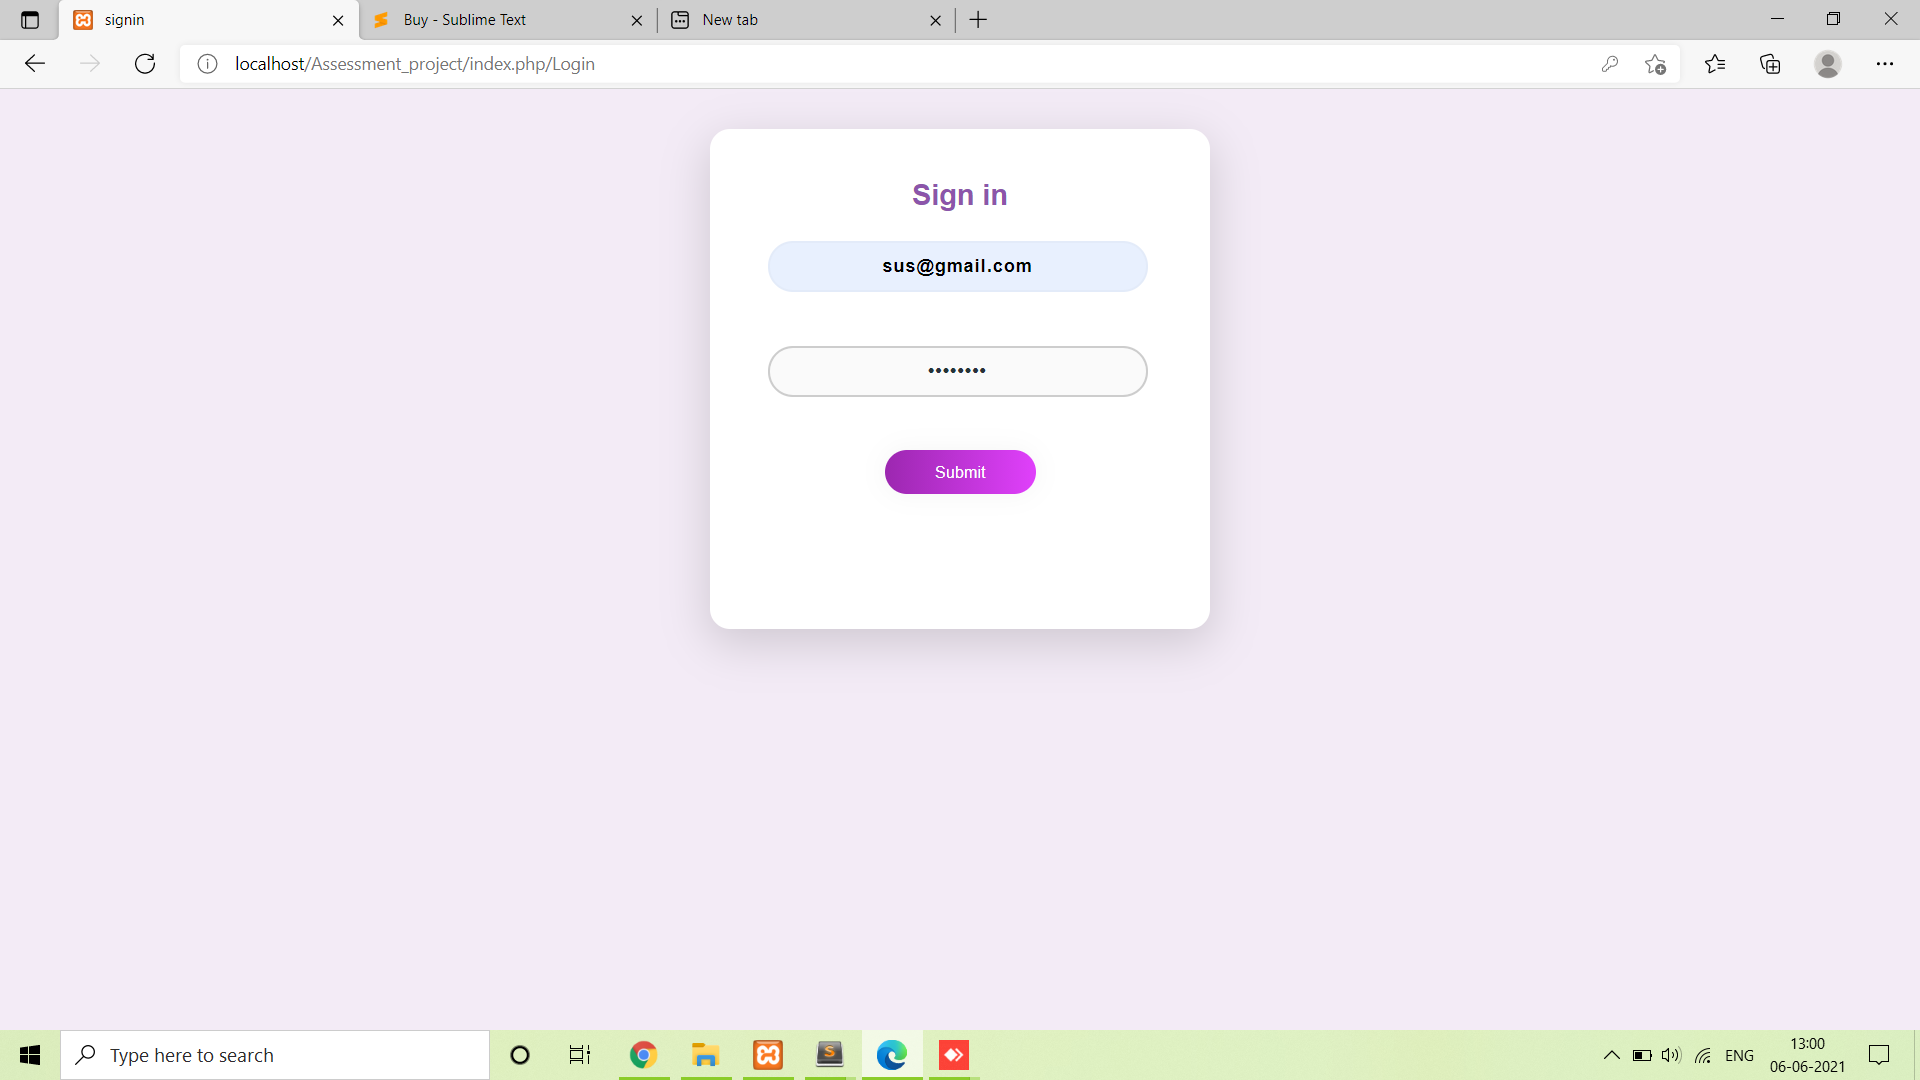 signin
Buy - Sublime Text
New tab
localhost/Assessment_project/index.php/Login
Sign in
sus@gmail.com
••••••••
Submit
Type here to search
ENG
13:00
06-06-2021